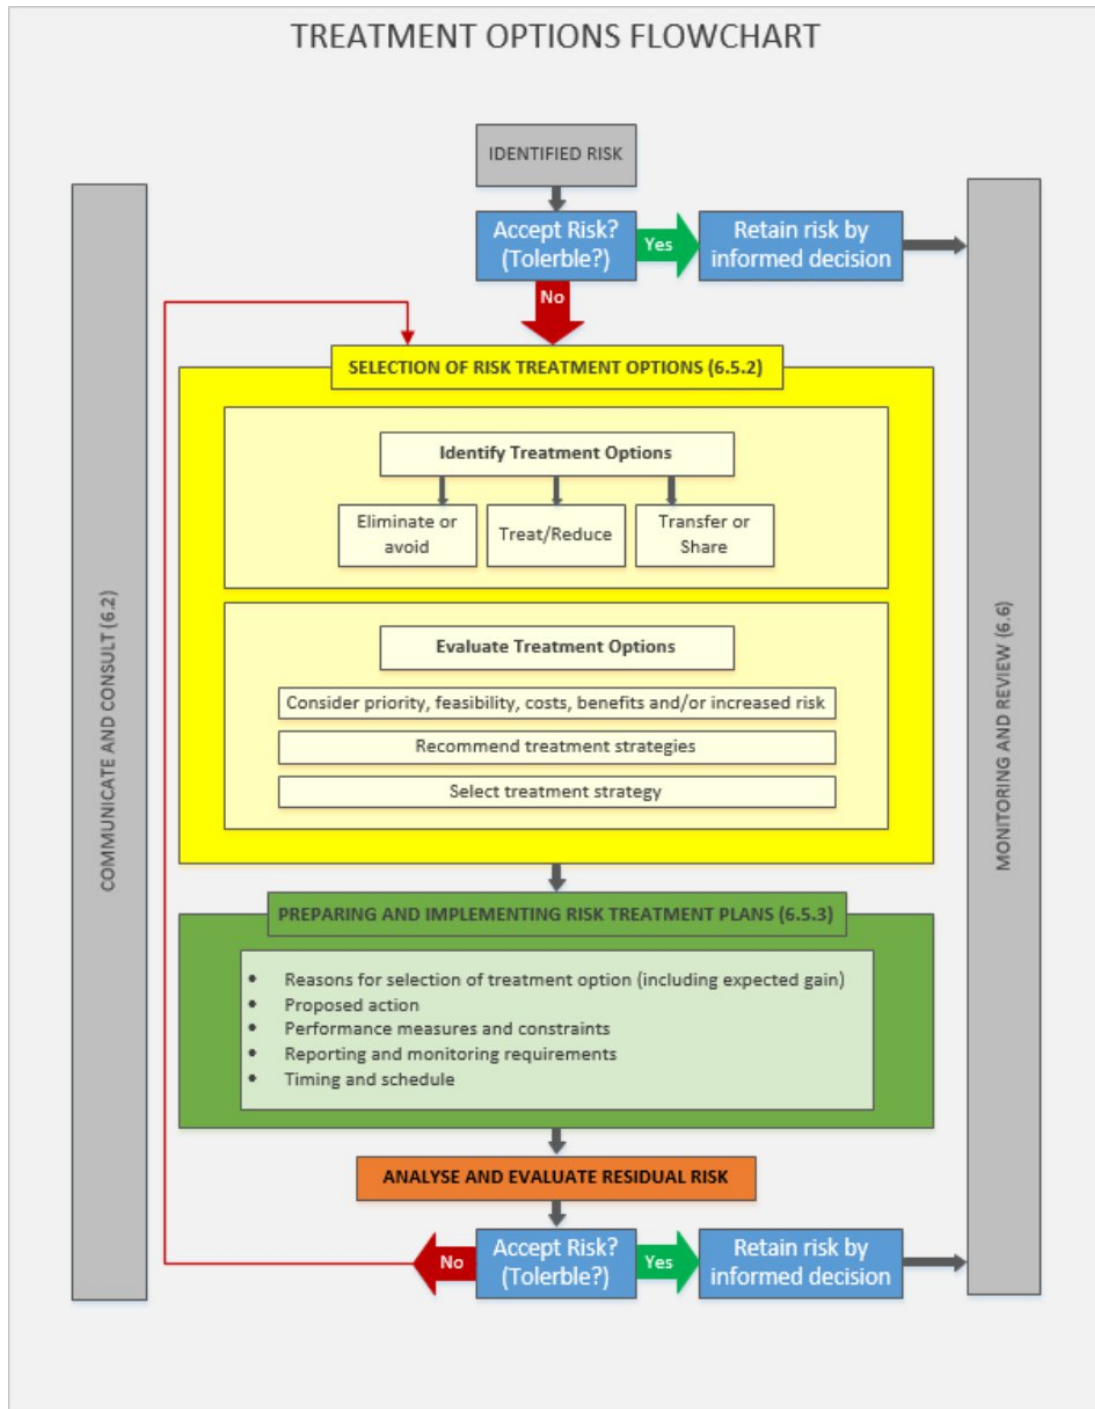 TREATMENT OPTIONS FLOWCHART
IDENTIFIED RISK
Accept Risk?
(Tolerble?)
Yes
Retain risk by
informed decision
No
SELECTION OF RISK TREATMENT OPTIONS (6.5.2)
Identify Treatment Options
Eliminate or
avoid
Treat/Reduce
Transfer or
Share
Evaluate Treatment Options
Consider priority, feasibility, costs, benefits and/or increased risk
Recommend treatment strategies
Select treatment strategy
COMMUNICATE AND CONSULT (6.2)
MONITORING AND REVIEW (6.6)
PREPARING AND IMPLEMENTING RISK TREATMENT PLANS (6.5.3)
• Reasons for selection of treatment option (including expected gain)
• Proposed action
• Performance measures and constraints
• Reporting and monitoring requirements
• Timing and schedule
ANALYSE AND EVALUATE RESIDUAL RISK
No
Accept Risk?
(Tolerble?)
Yes
Retain risk by
informed decision